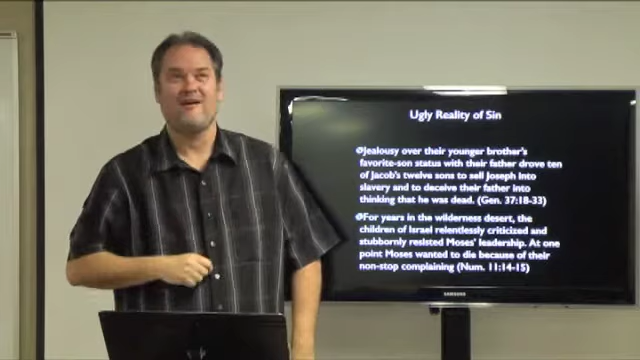 Ugly Reality of Sin
Jealousy over their younger brother's
favorite-son status with their father drove ten
of Jacob's twelve sons to sell Joseph into
slavery and to deceive their father into
thinking that he was dead. (Gen. 37:18-33)
For years in the wilderness desert, the
children of Israel relentlessly criticized and
stubbornly resisted Moses' leadership. At one
point Moses wanted to die because of their
non-stop complaining (Num. 11:14-15)
SAMSUNG